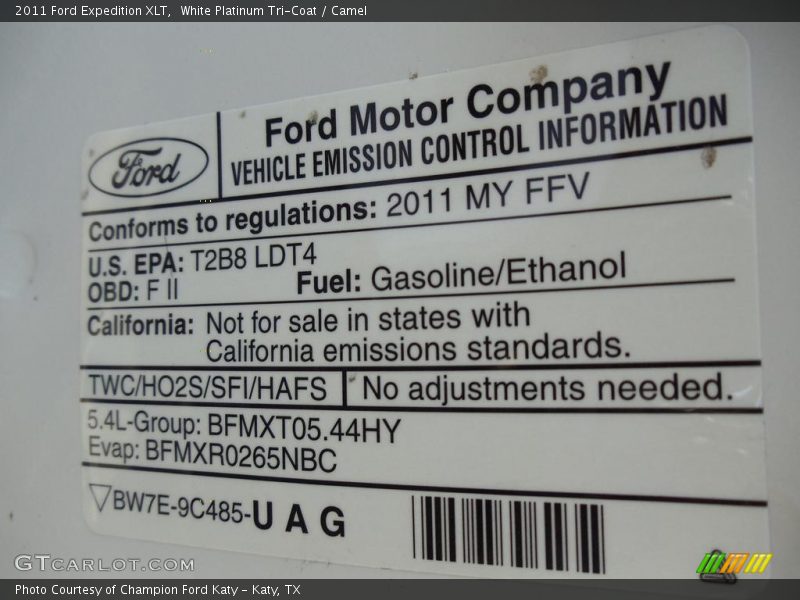 2011 Ford Expedition XLT,  White Platinum Tri-Coat / Camel
Ford
Ford Motor Company
VEHICLE EMISSION CONTROL INFORMATION
Conforms to regulations: 2011 MY FFV
U.S. EPA: T2B8 LDT4
OBD: F II
Fuel: Gasoline/Ethanol
California: Not for sale in states with
California emissions standards.
TWC/HO2S/SFI/HAFS
No adjustments needed.
5.4L-Group: BFMXT05.44HY
Evap: BFMXR0265NBC
BW7E-9C485-U A G
GTCARLOT.COM
Photo Courtesy of Champion Ford Katy - Katy, TX